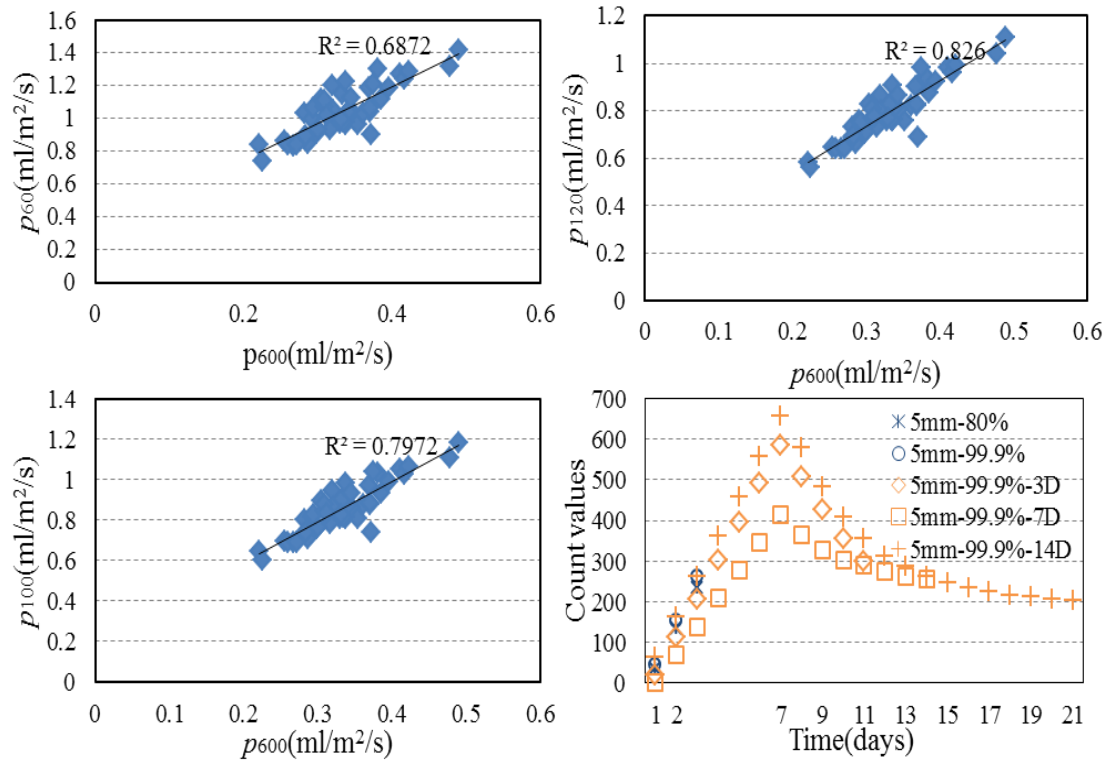 1.6
1.4
1.2
1
0.8
0.6
0.4
0.2
0
R² = 0.6872
p60(ml/m²/s)
0
0.2
0.4
0.6
p600(ml/m²/s)
1.2
1
0.8
0.6
0.4
0.2
0
R² = 0.826
p120(ml/m²/s)
0
0.1
0.2
0.3
0.4
0.5
0.6
p600(ml/m²/s)
1.4
1.2
1
0.8
0.6
0.4
0.2
0
R² = 0.7972
p1000(ml/m²/s)
0
0.1
0.2
0.3
0.4
0.5
0.6
p600(ml/m²/s)
700
600
500
400
300
200
100
0
Count values
5mm-80%
5mm-99.9%
5mm-99.9%-3D
5mm-99.9%-7D
5mm-99.9%-14D
1 2 7 9 11 13 15 17 19 21
Time(days)